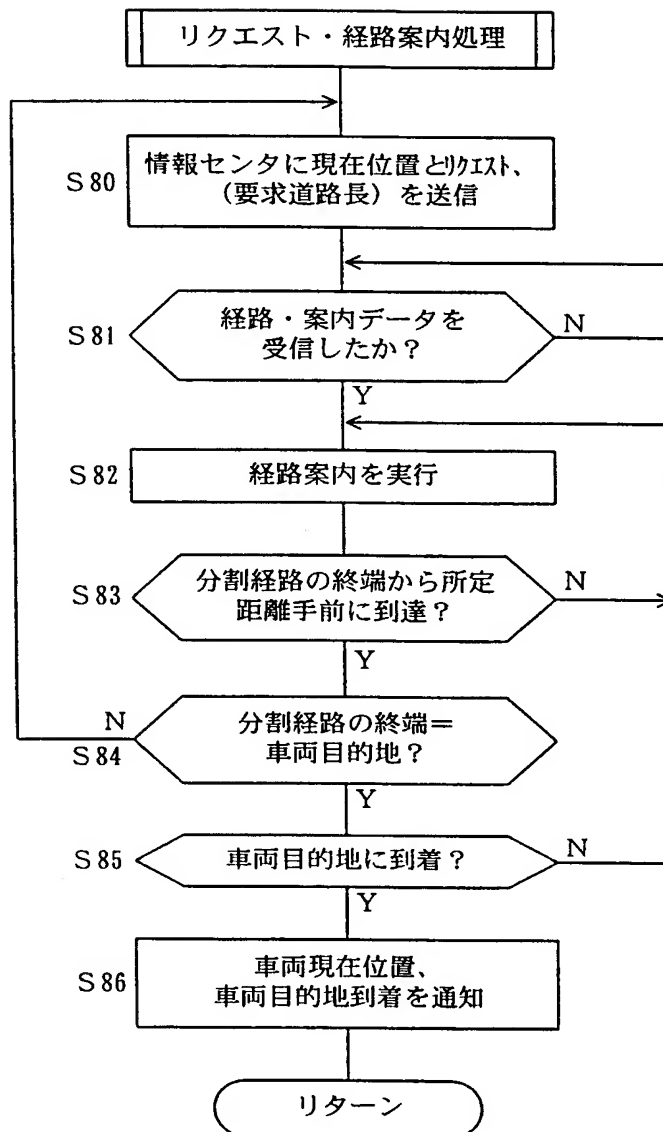 リクエスト・経路案内処理
S80
情報センタに現在位置とリクエスト、
(要求道路長)を送信
S81
経路・案内データを
受信したか?
N
Y
S82
経路案内を実行
S83
分割経路の終端から所定
距離手前に到達?
N
Y
N
S84
分割経路の終端=
車両目的地?
Y
S85
車両目的地に到着?
N
Y
S86
車両現在位置、
車両目的地到着を通知
リターン